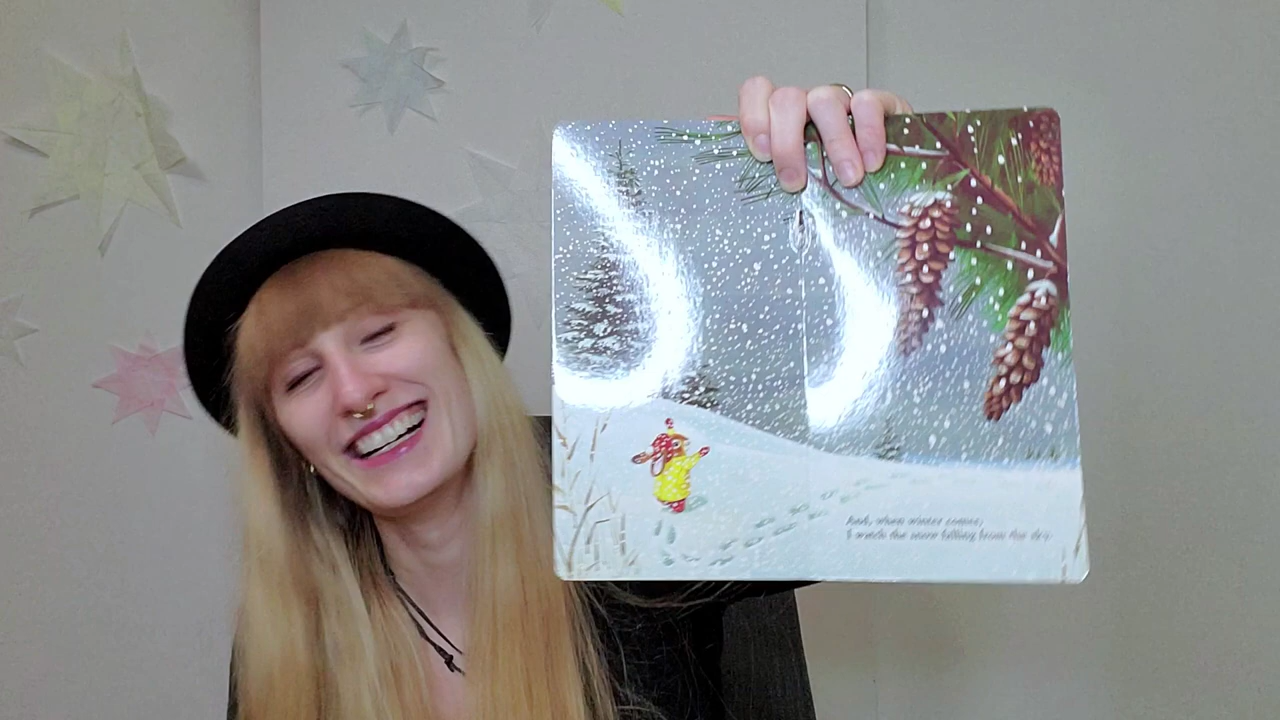 And, when winter comes,
I watch the snow falling from the sky.